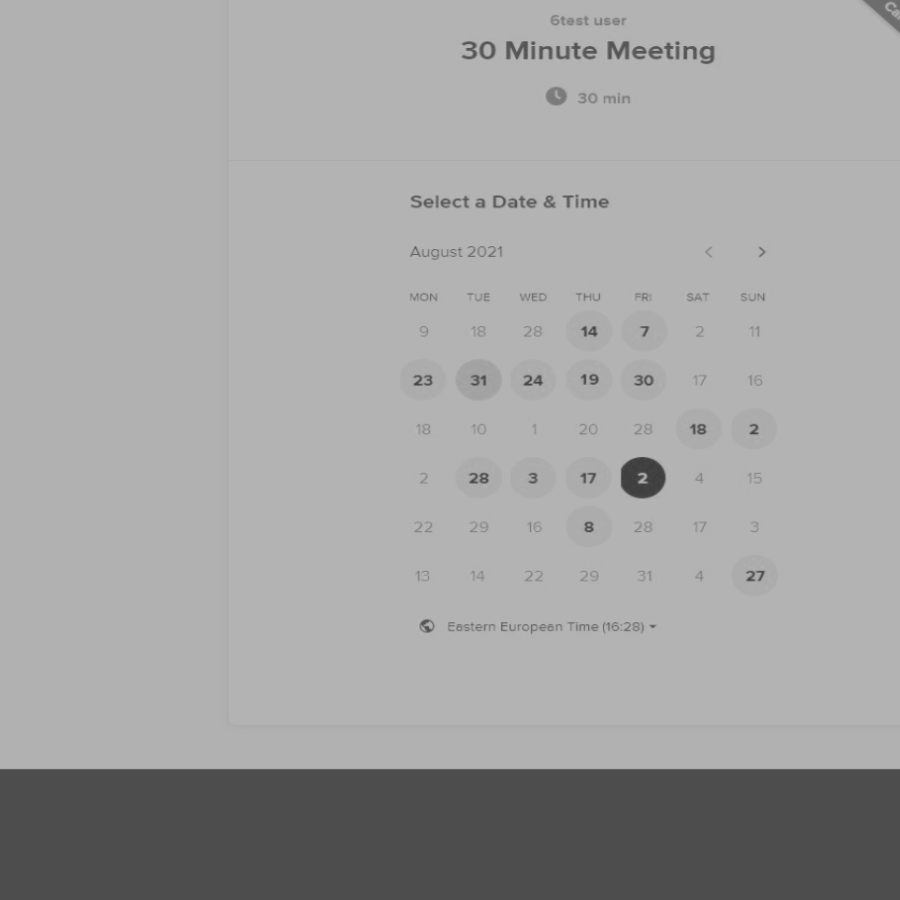 6test user
30 Minute Meeting
30 min
Select a Date & Time
August 2021
MON TUE WED THU FRI SAT SUN
9 18 28 14 7 2 11
23 31 24 19 30 17 16
18 10 1 20 28 18 2
2 28 3 17 2 4 15
22 29 16 8 28 17 3
13 14 22 29 31 4 27
Eastern European Time (16:28)